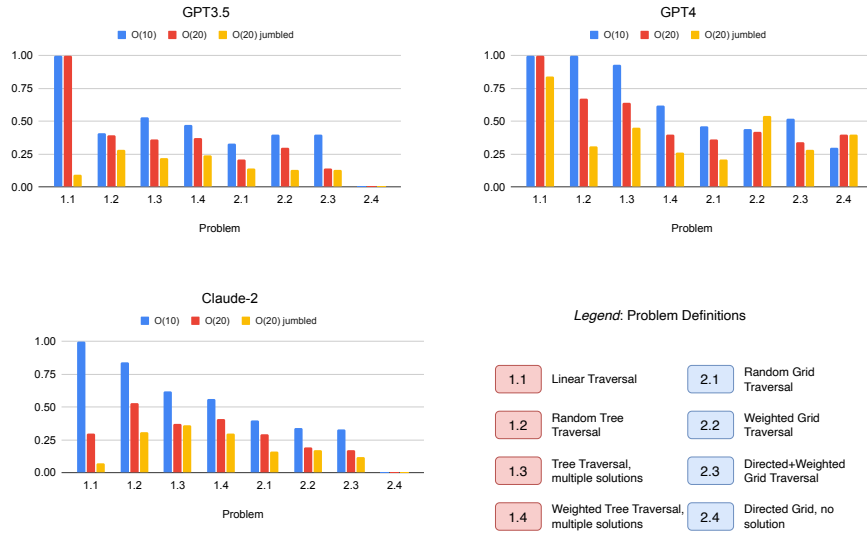 GPT3.5
O(10) O(20) O(20) jumbled
1.00
0.75
0.50
0.25
0.00
1.1 1.2 1.3 1.4 2.1 2.2 2.3 2.4
Problem
GPT4
O(10) O(20) O(20) jumbled
1.00
0.75
0.50
0.25
0.00
1.1 1.2 1.3 1.4 2.1 2.2 2.3 2.4
Problem
Claude-2
O(10) O(20) O(20) jumbled
1.00
0.75
0.50
0.25
0.00
1.1 1.2 1.3 1.4 2.1 2.2 2.3 2.4
Problem
Legend: Problem Definitions
1.1 Linear Traversal
1.2 Random Tree
Traversal
1.3 Tree Traversal,
multiple solutions
1.4 Weighted Tree Traversal,
multiple solutions
2.1 Random Grid
Traversal
2.2 Weighted Grid
Traversal
2.3 Directed+Weighted
Grid Traversal
2.4 Directed Grid, no
solution